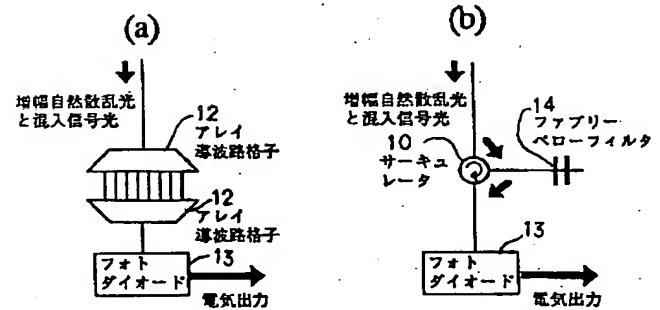 (a)
増幅自然散乱光
と混入信号光
12
アレイ
導波路格子
12
アレイ
導波路格子
13
フォト
ダイオード
電気出力
(b)
増幅自然散乱光
と混入信号光
14
ファブリー
ペローフィルタ
10
サーキュ
レータ
13
フォト
ダイオード
電気出力